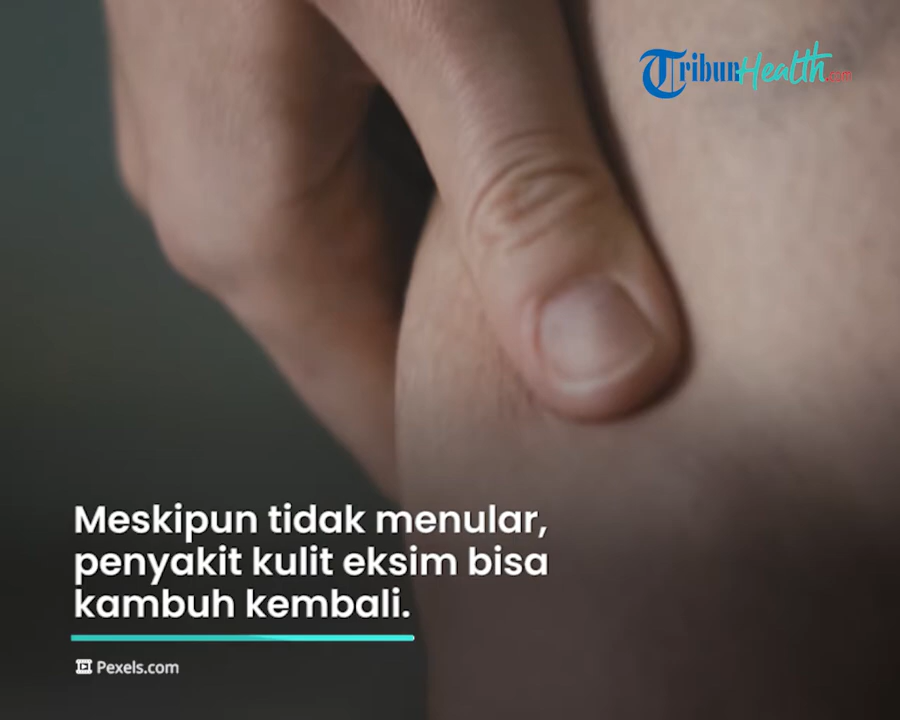 TribunHealth.com
Meskipun tidak menular,
penyakit kulit eksim bisa
kambuh kembali.
Pexels.com